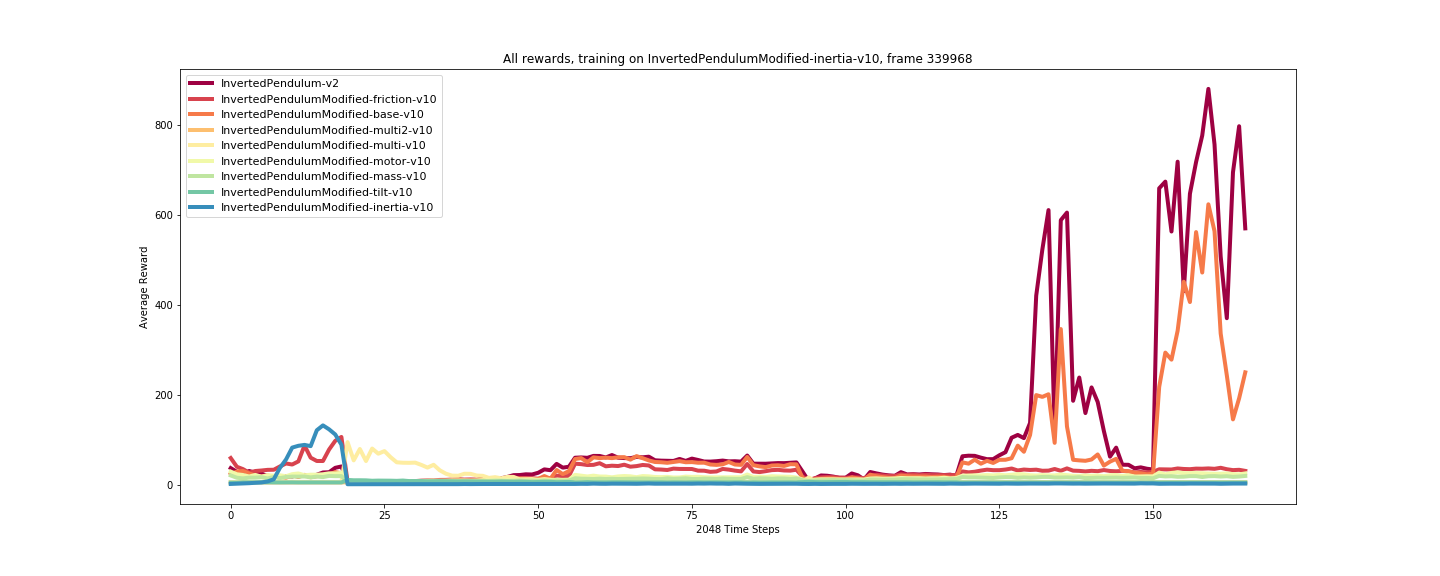 All rewards, training on InvertedPendulumModified-inertia-v10, frame 339968
InvertedPendulum-v2
InvertedPendulumModified-friction-v10
InvertedPendulumModified-base-v10
InvertedPendulumModified-multi2-v10
InvertedPendulumModified-multi-v10
InvertedPendulumModified-motor-v10
InvertedPendulumModified-mass-v10
InvertedPendulumModified-tilt-v10
InvertedPendulumModified-inertia-v10
800
600
400
200
0
Average Reward
0 25 50 75 100 125 150
2048 Time Steps